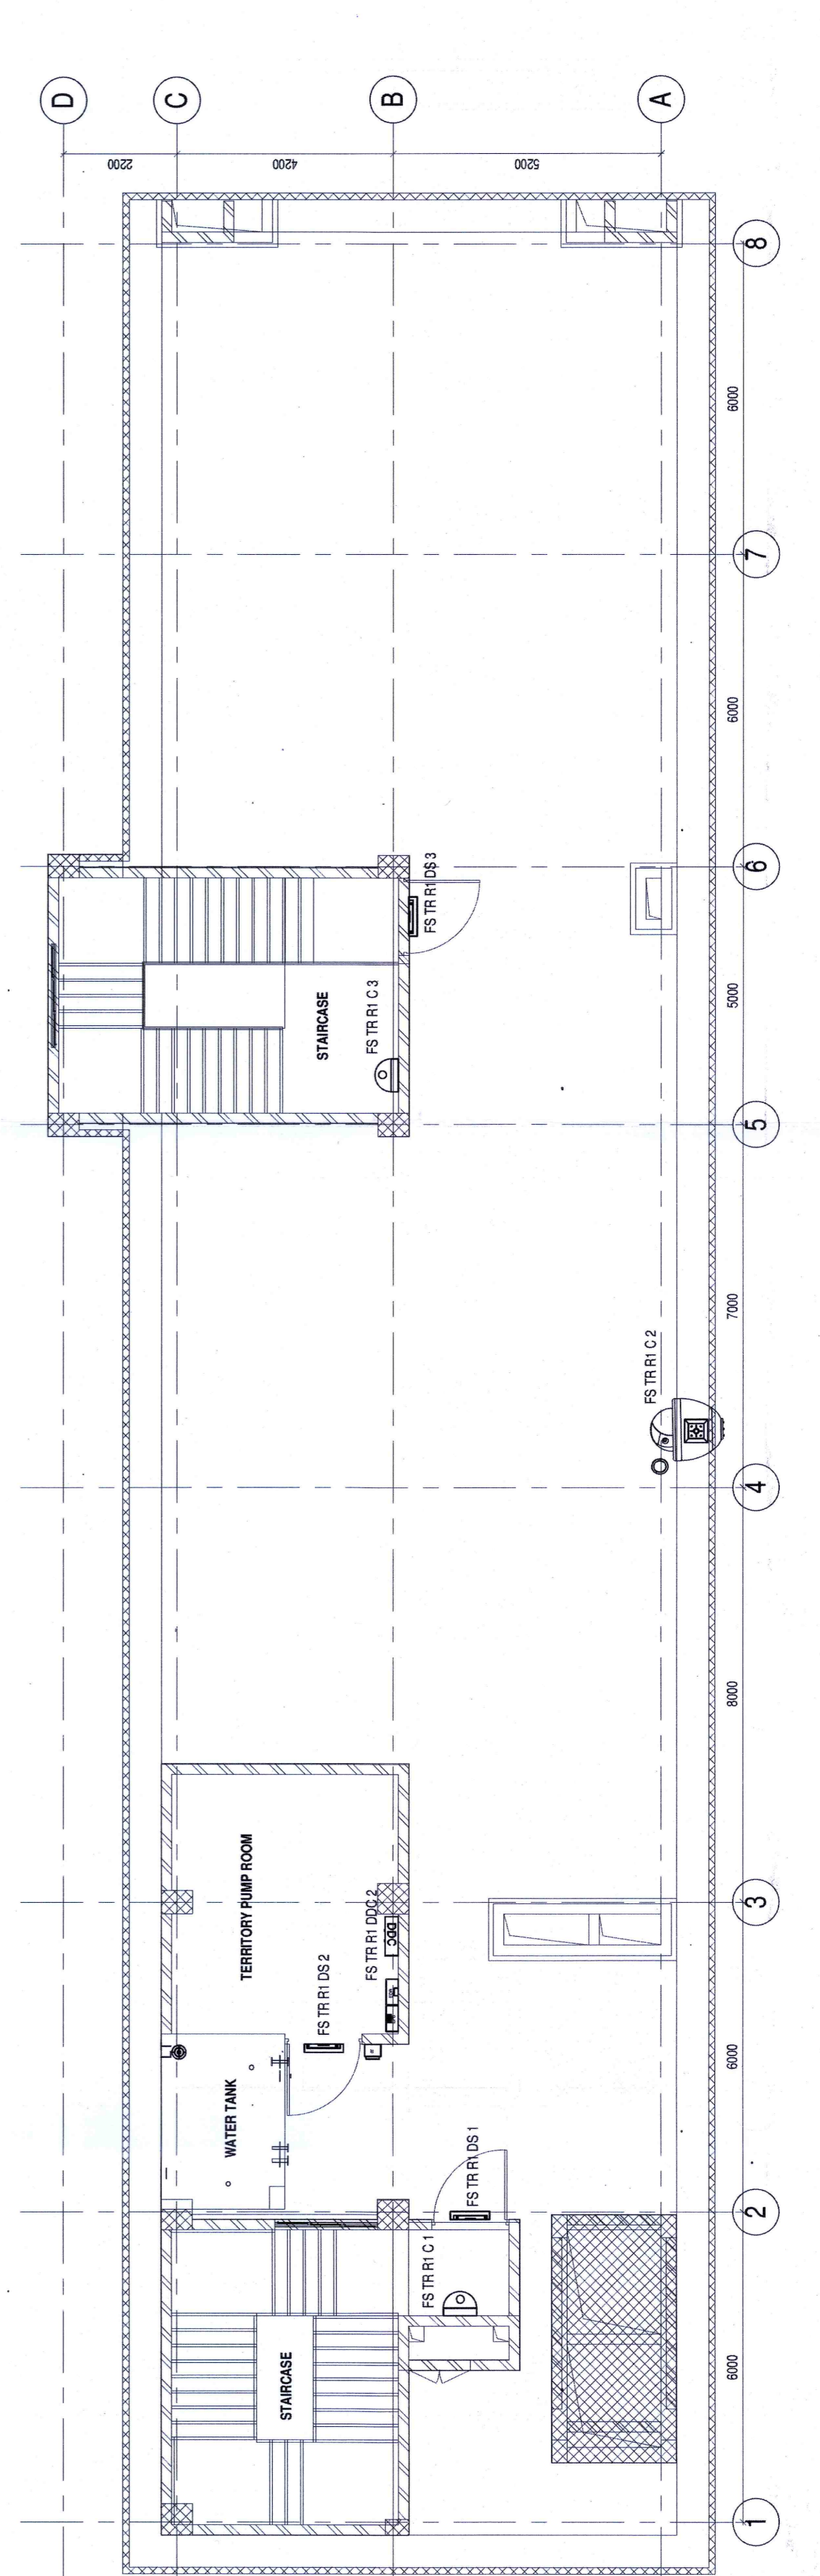 D
C
B
A
2200
4200
5200
8
6000
7
6000
6
FS TR R1 DS 3
5000
STAIRCASE
FS TR R1 C 3
5
7000
FS TR R1 C 2
4
8000
TERRITORY PUMP ROOM
3
FS TR R1 DDC 2
DDC
FS TR R1 DS 2
6000
WATER TANK
FS TR R1 DS 1
2
FS TR R1 C 1
6000
STAIRCASE
1